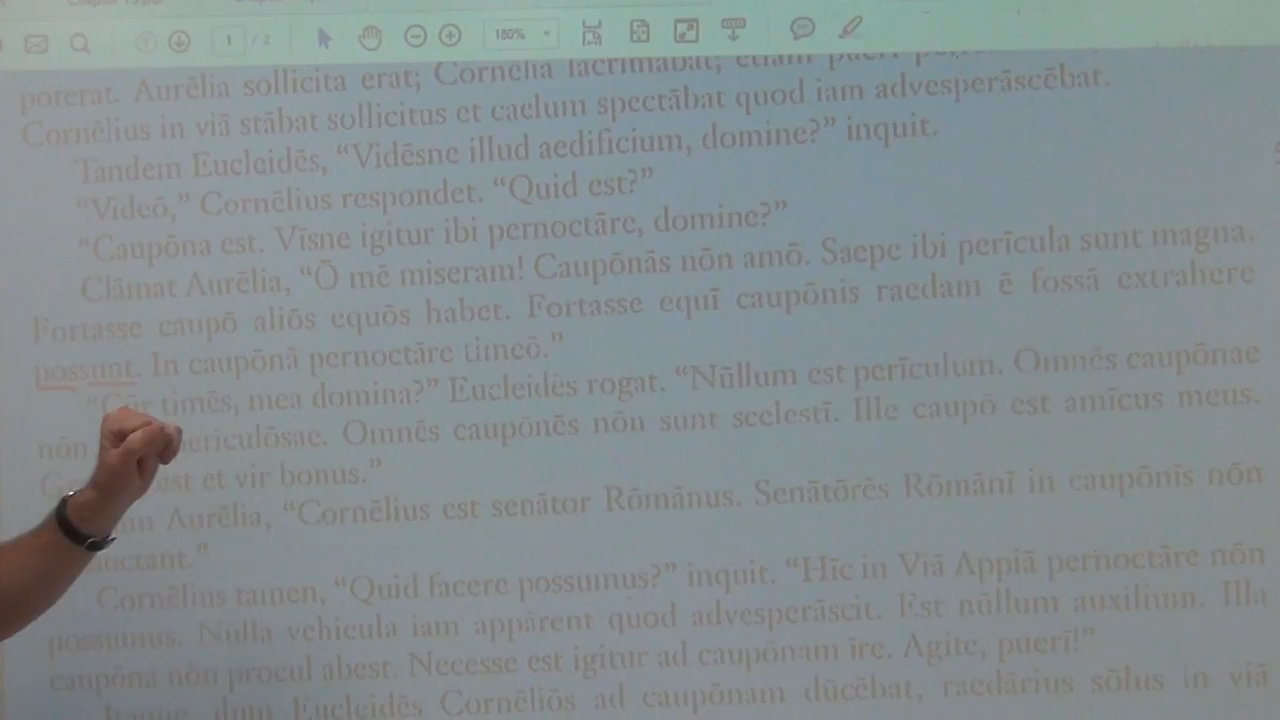 1 / 2 180%
poterat. Aurēlia sollicita erat; Cornēlia lacrimābat; etiam puerī
Cornēlius in viā stābat sollicitus et caelum spectābat quod iam advesperāscēbat.
Tandem Eucleidēs, “Vidēsne illud aedificium, domine?” inquit.
“Videō,” Cornēlius respondet. “Quid est?”
“Caupōna est. Vīsne igitur ibi pernoctāre, domine?”
Clāmat Aurēlia, “Ō mē miseram! Caupōnās nōn amō. Saepe ibi perīcula sunt magna.
Fortasse caupō aliōs equōs habet. Fortasse equī caupōnis raedam ē fossā extrahere
possunt. In caupōnā pernoctāre timeō.”
“Cūr timēs, mea domina?” Eucleidēs rogat. “Nūllum est perīculum. Omnēs caupōnae
nōn perīculōsae. Omnēs caupōnēs nōn sunt scelestī. Ille caupō est amīcus meus.
est et vir bonus.”
Aurēlia, “Cornēlius est senātor Rōmānus. Senātōrēs Rōmānī in caupōnīs nōn
Cornēlius tamen, “Quid facere possumus?” inquit. “Hīc in Viā Appiā pernoctāre nōn
possumus. Nūlla vehicula iam appārent quod advesperāscit. Est nūllum auxilium. Illa
caupōna nōn procul abest. Necesse est igitur ad caupōnam īre. Agite, puerī!”
dum Eucleidēs Cornēliōs ad caupōnam dūcēbat, raedārius sōlus in viā